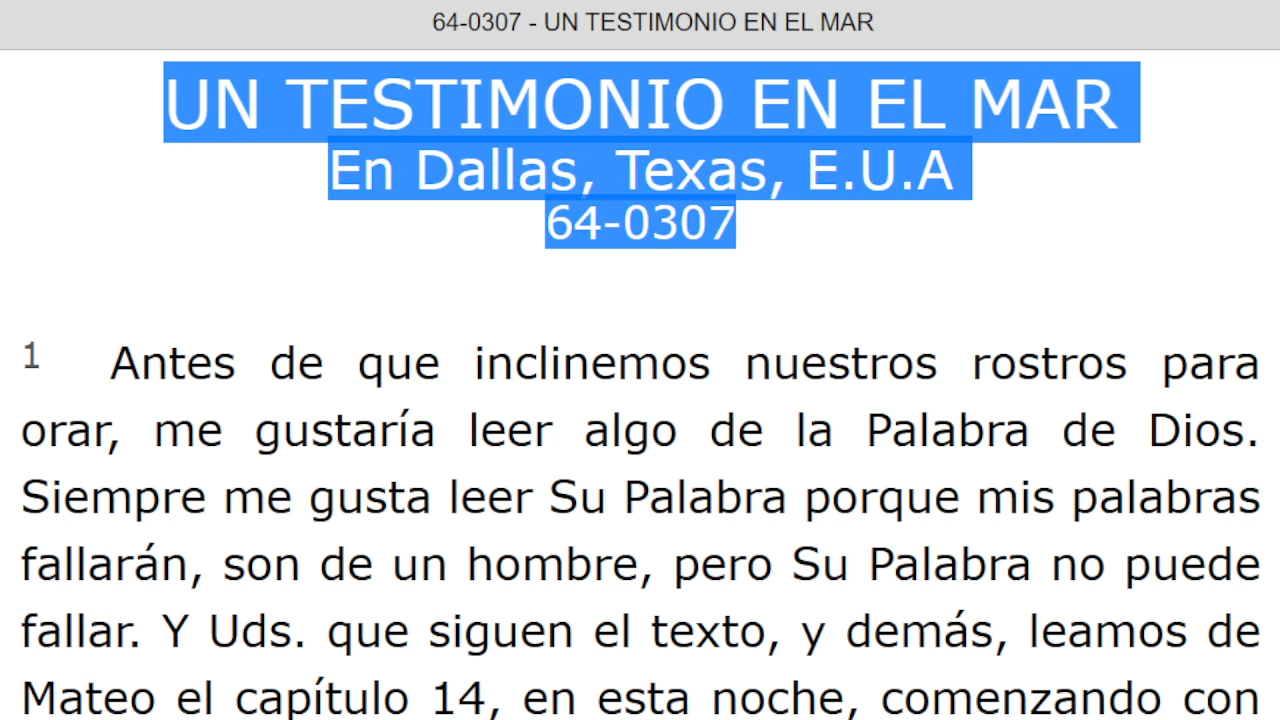 64-0307 - UN TESTIMONIO EN EL MAR
UN TESTIMONIO EN EL MAR
En Dallas, Texas, E.U.A
64-0307
1 Antes de que inclinemos nuestros rostros para
orar, me gustaría leer algo de la Palabra de Dios.
Siempre me gusta leer Su Palabra porque mis palabras
fallarán, son de un hombre, pero Su Palabra no puede
fallar. Y Uds. que siguen el texto, y demás, leamos de
Mateo el capítulo 14, en esta noche, comenzando con